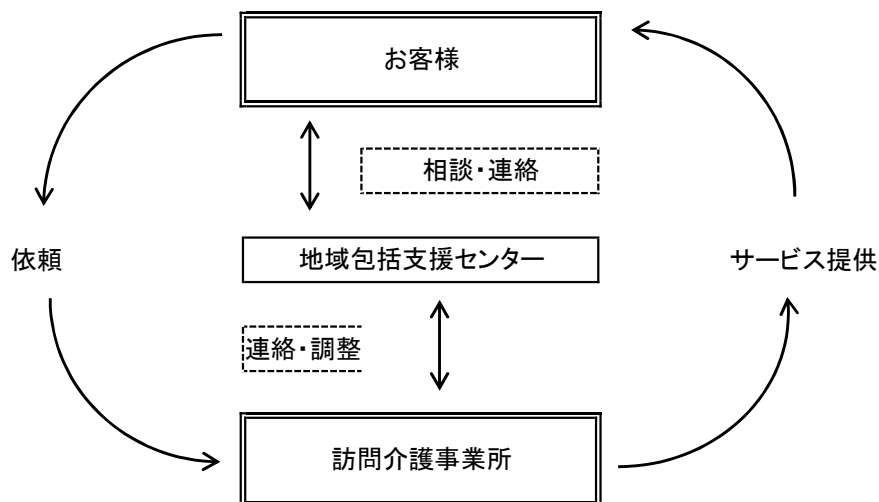 お客様
相談・連絡
依頼
地域包括支援センター
サービス提供
連絡・調整
訪問介護事業所